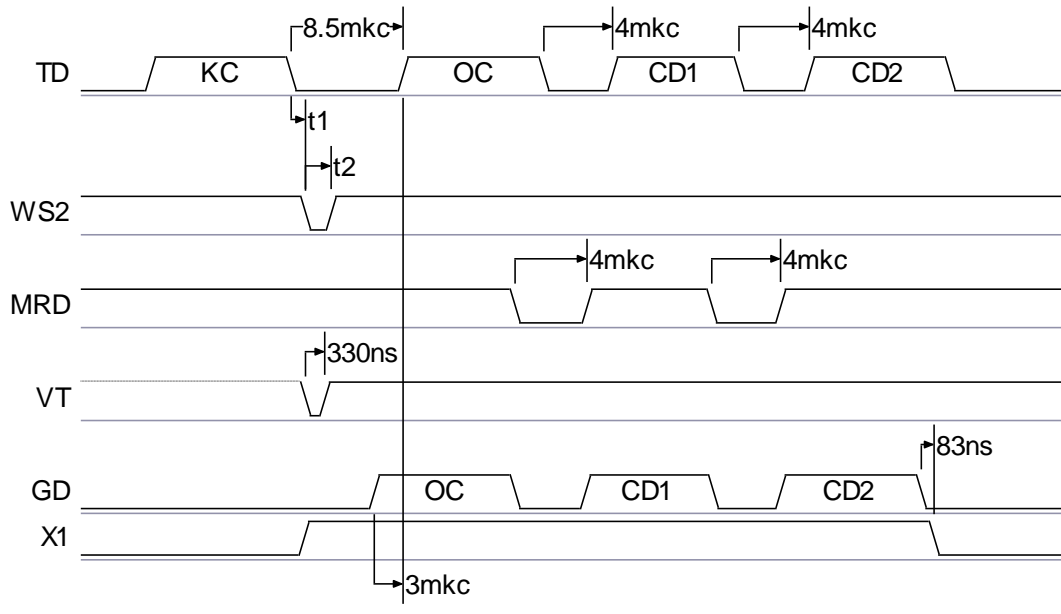 8.5mkc 4mkc 4mkc
TD KC OC CD1 CD2
t1
t2
WS2
4mkc 4mkc
MRD
330ns
VT
83ns
GD OC CD1 CD2
X1
3mkc